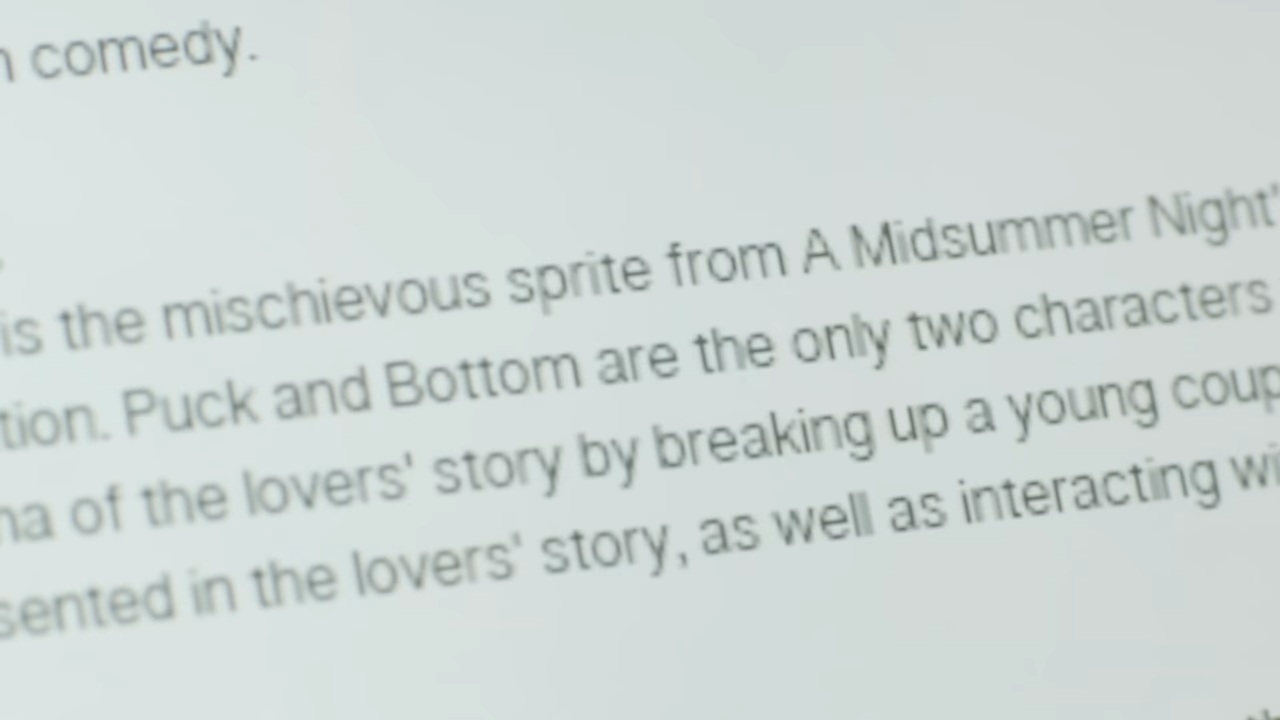 comedy.
is the mischievous sprite from A Midsummer Night'
tion. Puck and Bottom are the only two characters
na of the lovers' story by breaking up a young coup
sented in the lovers' story, as well as interacting wi